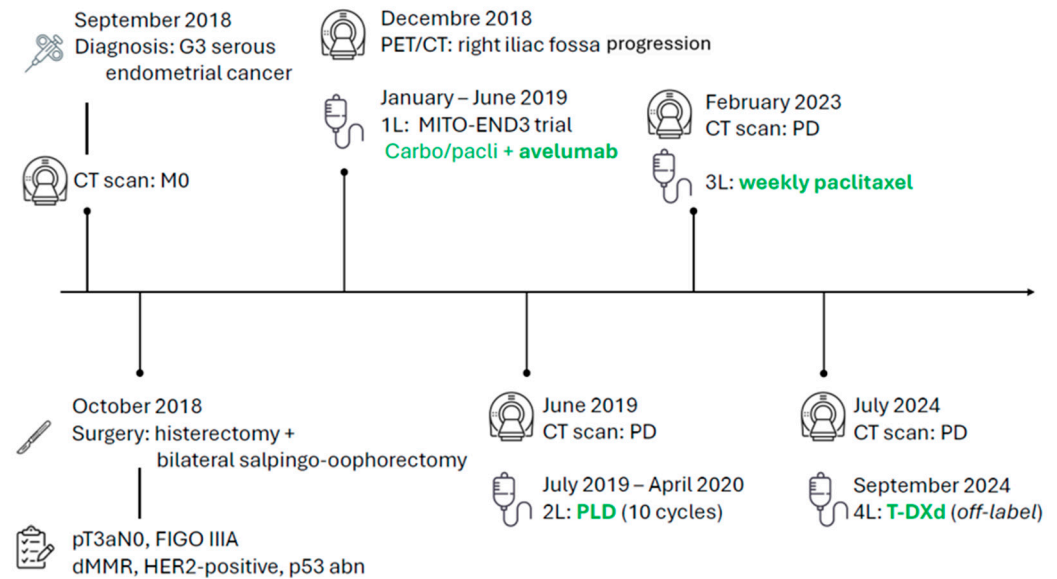 September 2018
Diagnosis: G3 serous
endometrial cancer
CT scan: M0
October 2018
Surgery: histerectomy +
bilateral salpingo-oophorectomy
pT3aN0, FIGO IIIA
dMMR, HER2-positive, p53 abn
Decembre 2018
PET/CT: right iliac fossa progression
January – June 2019
1L: MITO-END3 trial
Carbo/pacli + avelumab
June 2019
CT scan: PD
July 2019 – April 2020
2L: PLD (10 cycles)
February 2023
CT scan: PD
3L: weekly paclitaxel
July 2024
CT scan: PD
September 2024
4L: T-DXd (off-label)